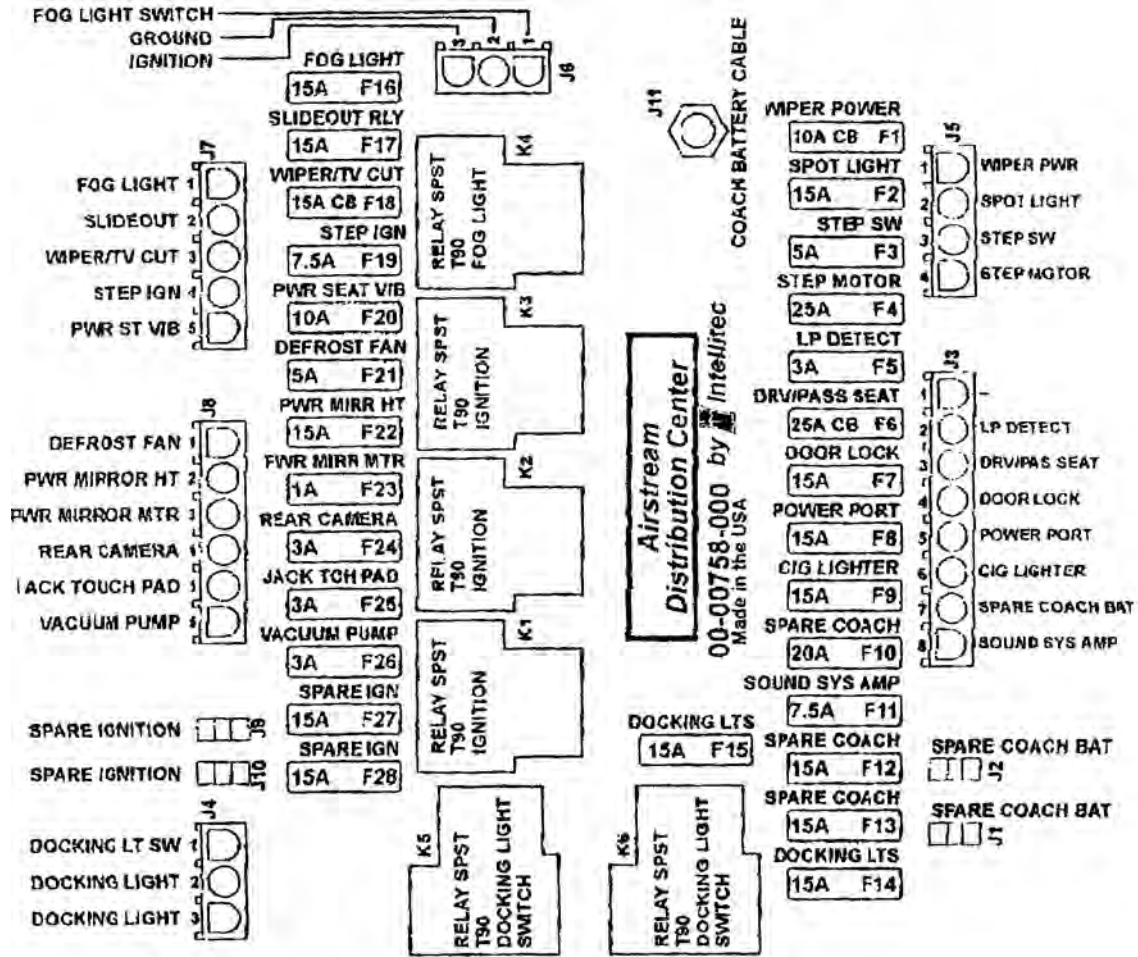 FOG LIGHT SWITCH
GROUND
IGNITION
3 2 1
J6
FOG LIGHT
15A F16
SLIDEOUT RLY
15A F17
WIPER/TV CUT
15A CB F18
STEP IGN
7.5A F19
PWR SEAT VIB
10A F20
DEFROST FAN
5A F21
PWR MIRR HT
15A F22
PWR MIRR MTR
1A F23
REAR CAMERA
3A F24
JACK TCH PAD
3A F25
VACUUM PUMP
3A F26
SPARE IGN
15A F27
SPARE IGN
15A F28
J7
FOG LIGHT 1
SLIDEOUT 2
WIPER/TV CUT 3
STEP IGN 4
PWR ST VIB 5
J8
DEFROST FAN 1
PWR MIRROR HT 2
PWR MIRROR MTR 3
REAR CAMERA 4
JACK TOUCH PAD 5
VACUUM PUMP 6
SPARE IGNITION J9
SPARE IGNITION J10
J4
DOCKING LT SW 1
DOCKING LIGHT 2
DOCKING LIGHT 3
K4
RELAY SPST
T90
FOG LIGHT
K3
RELAY SPST
T90
IGNITION
K2
RELAY SPST
T90
IGNITION
K1
RELAY SPST
T90
IGNITION
K5
RELAY SPST
T90
DOCKING LIGHT
SWITCH
K6
RELAY SPST
T90
DOCKING LIGHT
SWITCH
J11
COACH BATTERY CABLE
Airstream
Distribution Center
00-00758-000 by Intellitec
Made in the USA
DOCKING LTS
15A F15
WIPER POWER
10A CB F1
SPOT LIGHT
15A F2
STEP SW
5A F3
STEP MOTOR
25A F4
LP DETECT
3A F5
DRV/PASS SEAT
25A CB F6
DOOR LOCK
15A F7
POWER PORT
15A F8
CIG LIGHTER
15A F9
SPARE COACH
20A F10
SOUND SYS AMP
7.5A F11
SPARE COACH
15A F12
SPARE COACH
15A F13
DOCKING LTS
15A F14
J5
1 WIPER PWR
2 SPOT LIGHT
3 STEP SW
4 STEP MOTOR
J3
1 -
2 LP DETECT
3 DRV/PAS SEAT
4 DOOR LOCK
5 POWER PORT
6 CIG LIGHTER
7 SPARE COACH BAT
8 SOUND SYS AMP
SPARE COACH BAT
J2
SPARE COACH BAT
J1